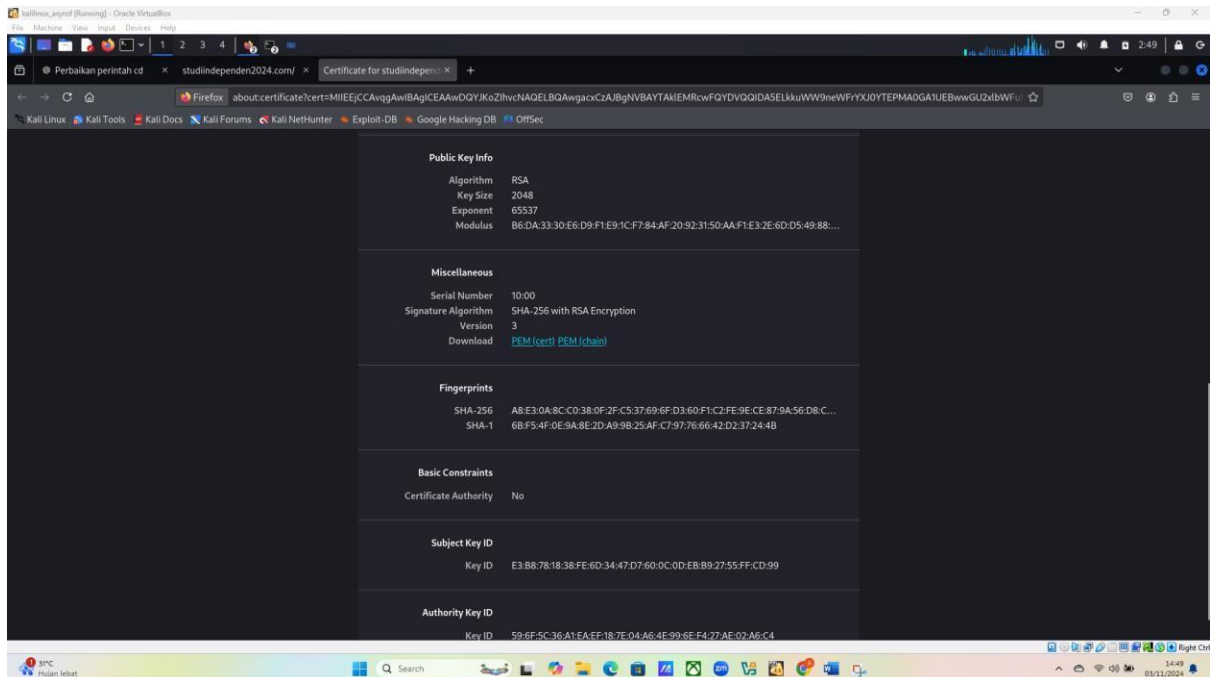 kalilinux_asyrof [Running] - Oracle VirtualBox
File Machine View Input Devices Help
1 2 3 4
2:49
Perbaikan perintah cd
studiindependen2024.com/
Certificate for studiindepend
Firefox
Kali Linux Kali Tools Kali Docs Kali Forums Kali NetHunter Exploit-DB Google Hacking DB OffSec
Public Key Info
Algorithm RSA
Key Size 2048
Exponent 65537
Modulus B6:DA:33:30:E6:D9:F1:E9:1C:F7:84:AF:20:92:31:50:AA:F1:E3:2E:6D:D5:49:88:...
Miscellaneous
Serial Number 10:00
Signature Algorithm SHA-256 with RSA Encryption
Version 3
Download PEM (cert) PEM (chain)
Fingerprints
SHA-256 A8:E3:0A:8C:C0:38:0F:2F:C5:37:69:6F:D3:60:F1:C2:FE:9E:CE:87:9A:56:D8:C...
SHA-1 6B:F5:4F:0E:9A:8E:2D:A9:9B:25:AF:C7:97:76:66:42:D2:37:24:4B
Basic Constraints
Certificate Authority No
Subject Key ID
Key ID E3:B8:78:18:38:FE:6D:34:47:D7:60:0C:0D:EB:B9:27:55:FF:CD:99
Authority Key ID
Key ID 59:6F:5C:36:A1:EA:EF:18:7E:04:A6:4E:99:6E:F4:27:AE:02:A6:C4
Right Ctrl
31°C
Hujan lebat
Search
14:49
03/11/2024